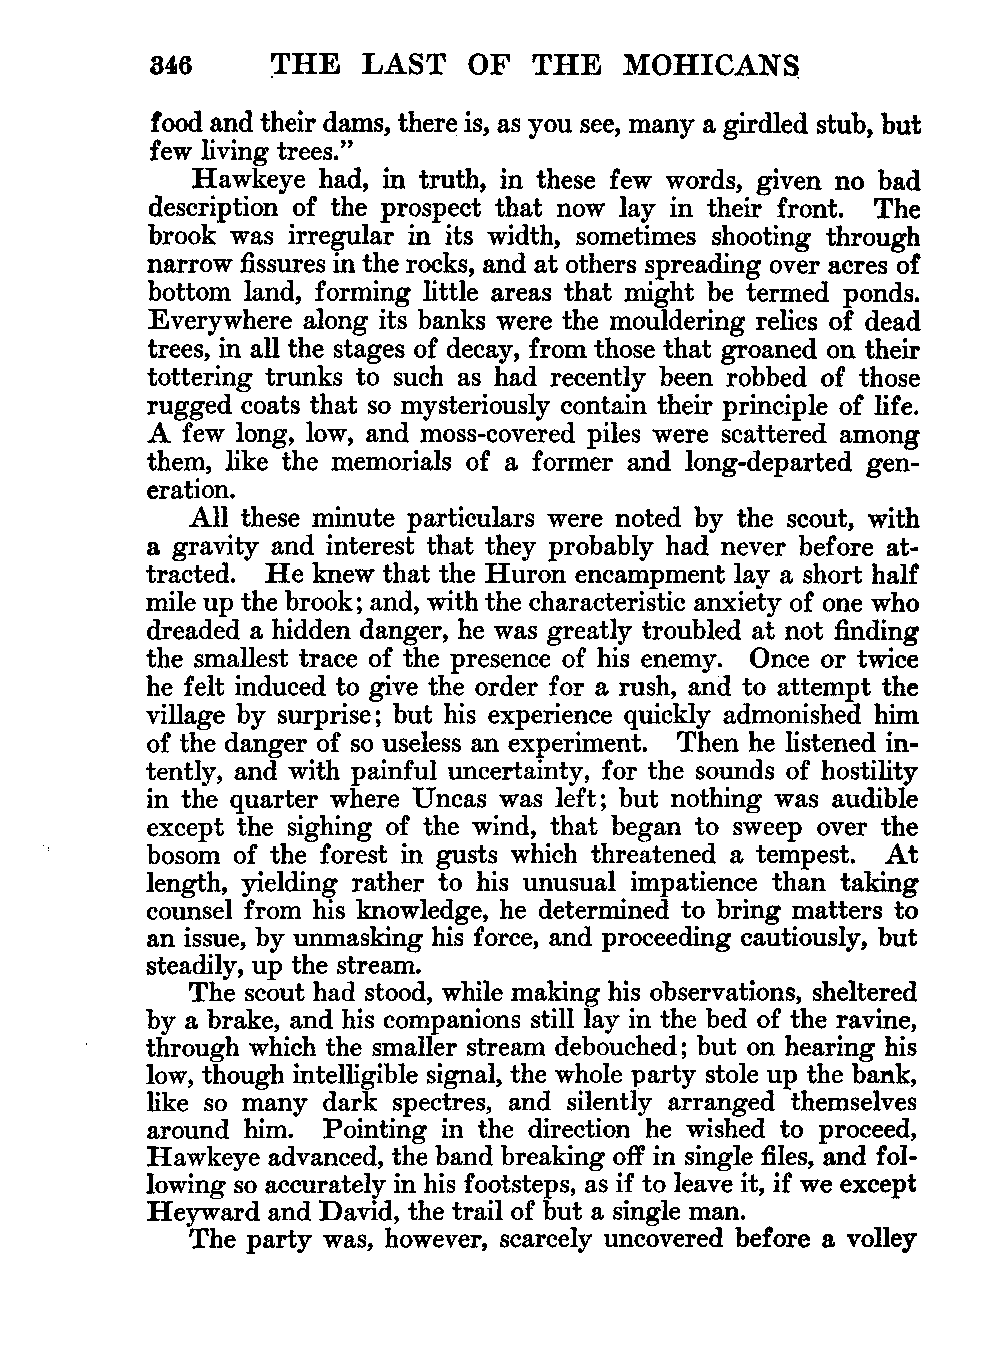 346 THE LAST OF THE MOHICANS
food and their dams, there is, as you see, many a girdled stub, but
few living trees.”
Hawkeye had, in truth, in these few words, given no bad
description of the prospect that now lay in their front. The
brook was irregular in its width, sometimes shooting through
narrow fissures in the rocks, and at others spreading over acres of
bottom land, forming little areas that might be termed ponds.
Everywhere along its banks were the mouldering relics of dead
trees, in all the stages of decay, from those that groaned on their
tottering trunks to such as had recently been robbed of those
rugged coats that so mysteriously contain their principle of life.
A few long, low, and moss-covered piles were scattered among
them, like the memorials of a former and long-departed gen-
eration.
All these minute particulars were noted by the scout, with
a gravity and interest that they probably had never before at-
tracted. He knew that the Huron encampment lay a short half
mile up the brook; and, with the characteristic anxiety of one who
dreaded a hidden danger, he was greatly troubled at not finding
the smallest trace of the presence of his enemy. Once or twice
he felt induced to give the order for a rush, and to attempt the
village by surprise; but his experience quickly admonished him
of the danger of so useless an experiment. Then he listened in-
tently, and with painful uncertainty, for the sounds of hostility
in the quarter where Uncas was left; but nothing was audible
except the sighing of the wind, that began to sweep over the
bosom of the forest in gusts which threatened a tempest. At
length, yielding rather to his unusual impatience than taking
counsel from his knowledge, he determined to bring matters to
an issue, by unmasking his force, and proceeding cautiously, but
steadily, up the stream.
The scout had stood, while making his observations, sheltered
by a brake, and his companions still lay in the bed of the ravine,
through which the smaller stream debouched; but on hearing his
low, though intelligible signal, the whole party stole up the bank,
like so many dark spectres, and silently arranged themselves
around him. Pointing in the direction he wished to proceed,
Hawkeye advanced, the band breaking off in single files, and fol-
lowing so accurately in his footsteps, as if to leave it, if we except
Heyward and David, the trail of but a single man.
The party was, however, scarcely uncovered before a volley